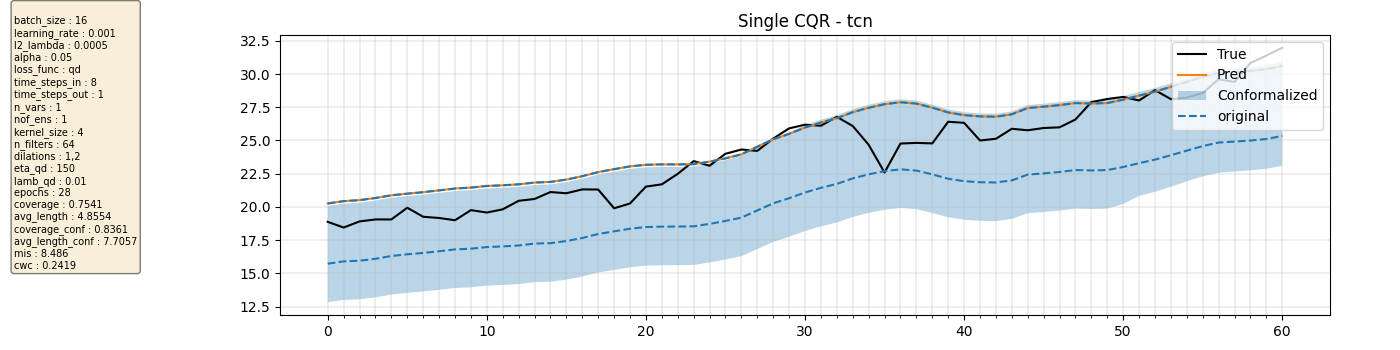 Single CQR - tcn
batch_size : 16
learning_rate : 0.001
l2_lambda : 0.0005
alpha : 0.05
loss_func : qd
time_steps_in : 8
time_steps_out : 1
n_vars : 1
nof_ens : 1
kernel_size : 4
n_filters : 64
dilations : 1,2
eta_qd : 150
lamb_qd : 0.01
epochs : 28
coverage : 0.7541
avg_length : 4.8554
coverage_conf : 0.8361
avg_length_conf : 7.7057
mis : 8.486
cwc : 0.2419
32.5
30.0
27.5
25.0
22.5
20.0
17.5
15.0
12.5
True
Pred
Conformalized
original
0 10 20 30 40 50 60